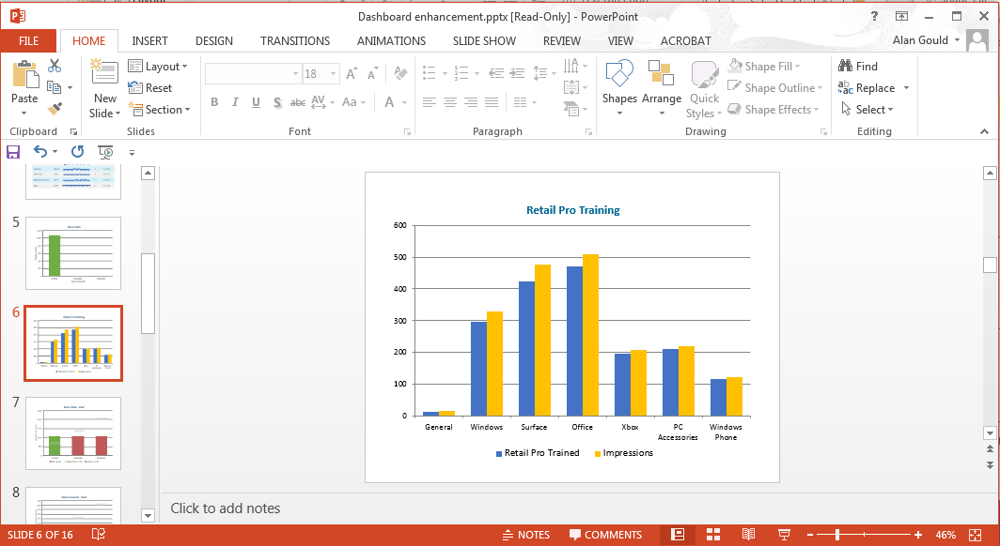 Dashboard enhancement.pptx [Read-Only] - PowerPoint
?
FILE HOME INSERT DESIGN TRANSITIONS ANIMATIONS SLIDE SHOW REVIEW VIEW ACROBAT Alan Gould
Paste
New Slide
Layout
Reset
Section
18
B I U S abc AV Aa A
Shapes
Arrange
Quick Styles
Shape Fill
Shape Outline
Shape Effects
Find
Replace
Select
Clipboard Slides Font Paragraph Drawing Editing
5
6
7
8
Retail Pro Training
600
500
400
300
200
100
0
General Windows Surface Office Xbox PC Accessories Windows Phone
Retail Pro Trained Impressions
Click to add notes
SLIDE 6 OF 16 NOTES COMMENTS 46%